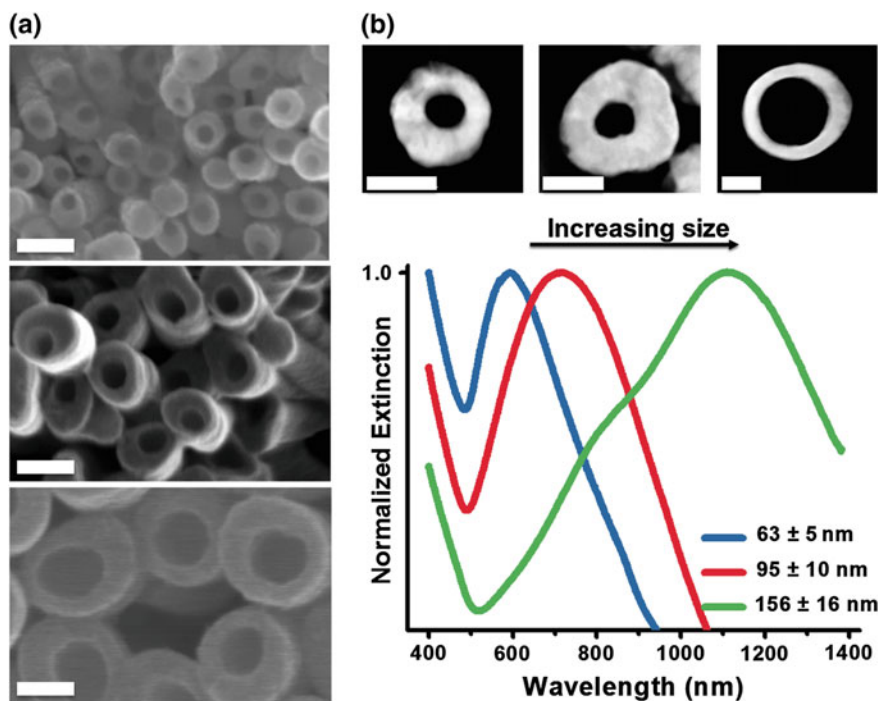 (a)
(b)
Increasing size
1.0
Normalized Extinction
63 ± 5 nm
95 ± 10 nm
156 ± 16 nm
400 600 800 1000 1200 1400
Wavelength (nm)